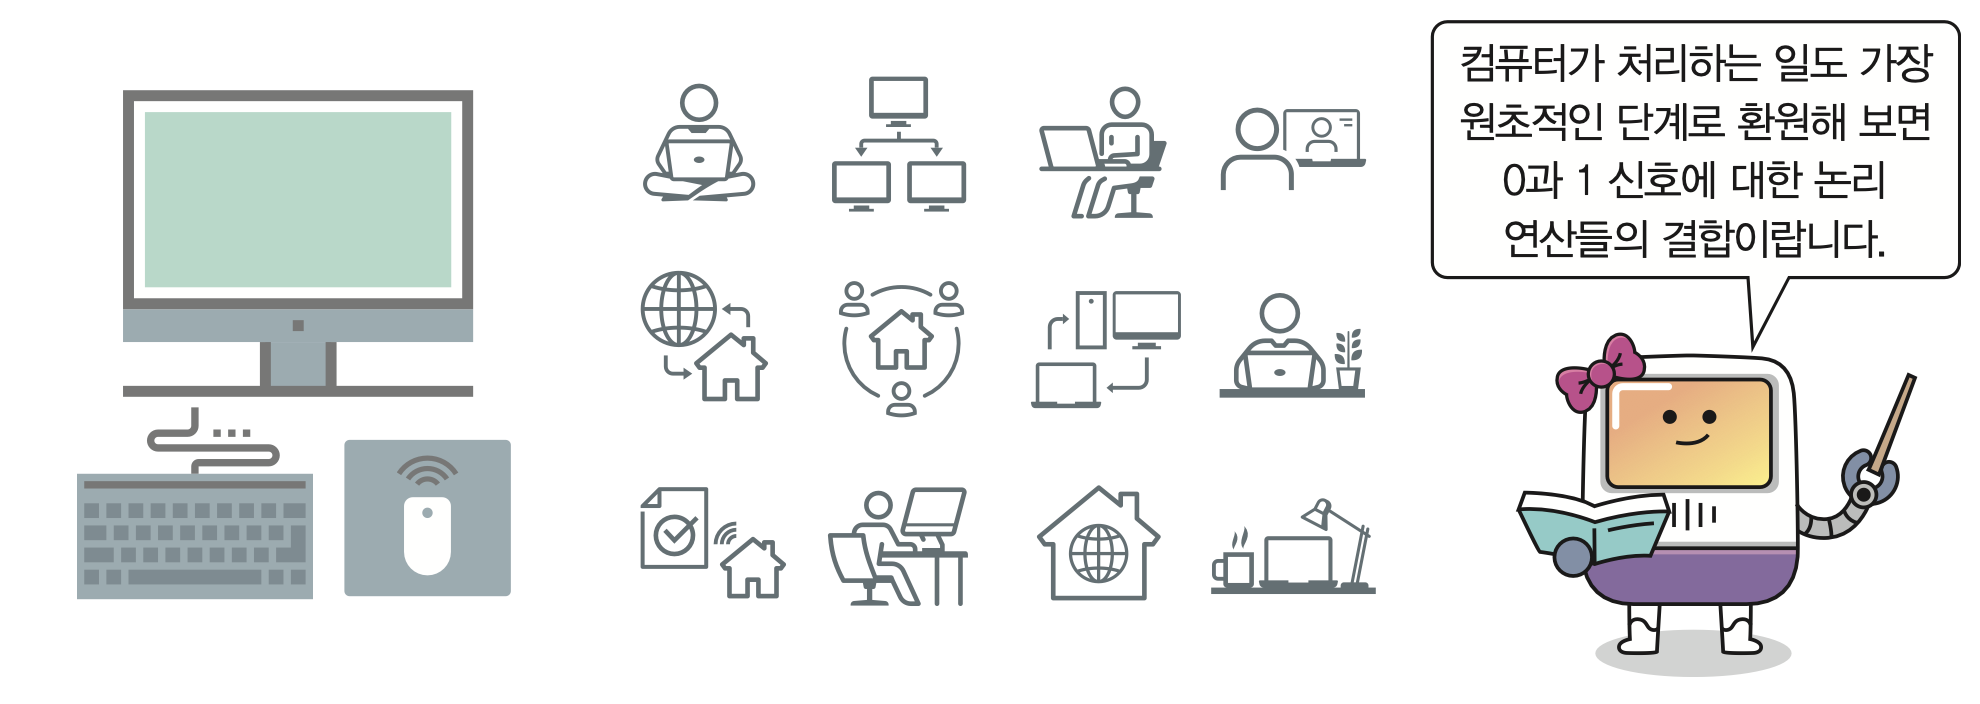 컴퓨터가 처리하는 일도 가장
원초적인 단계로 환원해 보면
0과 1 신호에 대한 논리
연산들의 결합이랍니다.